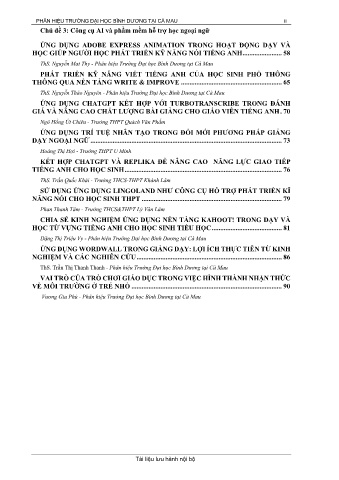 PHÂN HIỆU TRƯỜNG ĐẠI HỌC BÌNH DƯƠNG TẠI CÀ MAU ii
Chủ đề 3: Công cụ AI và phần mềm hỗ trợ học ngoại ngữ
ỨNG DỤNG ADOBE EXPRESS ANIMATION TRONG HOẠT ĐỘNG DẠY VÀ
HỌC GIÚP NGƯỜI HỌC PHÁT TRIỂN KỸ NĂNG NÓI TIẾNG ANH .................. 58
ThS. Nguyễn Mai Thy - Phân hiệu Trường Đại học Bình Dương tại Cà Mau
PHÁT TRIỂN KỸ NĂNG VIẾT TIẾNG ANH CỦA HỌC SINH PHỔ THÔNG
THÔNG QUA NỀN TẢNG WRITE & IMPROVE .................. 65
ThS. Nguyễn Thảo Nguyên - Phân hiệu Trường Đại học Bình Dương tại Cà Mau
ỨNG DỤNG CHATGPT KẾT HỢP VỚI TURBOTRANSCRIBE TRONG ĐÁNH
GIÁ VÀ NÂNG CAO CHẤT LƯỢNG BÀI GIẢNG CHO GIÁO VIÊN TIẾNG ANH. 70
Ngô Hồng Út Chiến - Trường THPT Quách Văn Phẩm
ỨNG DỤNG TRÍ TUỆ NHÂN TẠO TRONG ĐỔI MỚI PHƯƠNG PHÁP GIẢNG
DẠY NGOẠI NGỮ .................. 73
Hoàng Thị Hơi - Trường THPT U Minh
KẾT HỢP CHATGPT VÀ REPLIKA ĐỂ NÂNG CAO NĂNG LỰC GIAO TIẾP
TIẾNG ANH CHO HỌC SINH .................. 76
ThS. Trần Quốc Khải - Trường THCS-THPT Khánh Lâm
SỬ DỤNG ỨNG DỤNG LINGOLAND NHƯ CÔNG CỤ HỖ TRỢ PHÁT TRIỂN KĨ
NĂNG NÓI CHO HỌC SINH THPT .................. 79
Phan Thanh Tâm - Trường THCS&THPT Lý Văn Lâm
CHIA SẺ KINH NGHIỆM ỨNG DỤNG NỀN TẢNG KAHOOT! TRONG DẠY VÀ
HỌC TỪ VỰNG TIẾNG ANH CHO HỌC SINH TIỂU HỌC .................. 81
Đặng Thị Triệu Vy - Phân hiệu Trường Đại học Bình Dương tại Cà Mau
ỨNG DỤNG WORDWALL TRONG GIẢNG DẠY: LỢI ÍCH THỰC TIỄN TỪ KINH
NGHIỆM VÀ CÁC NGHIÊN CỨU .................. 86
ThS. Trần Thị Thanh Thanh - Phân hiệu Trường Đại học Bình Dương tại Cà Mau
VAI TRÒ CỦA TRÒ CHƠI GIÁO DỤC TRONG VIỆC HÌNH THÀNH NHẬN THỨC
VỀ MÔI TRƯỜNG Ở TRẺ NHỎ .................. 90
Vương Gia Phú - Phân hiệu Trường Đại học Bình Dương tại Cà Mau
Tài liệu lưu hành nội bộ